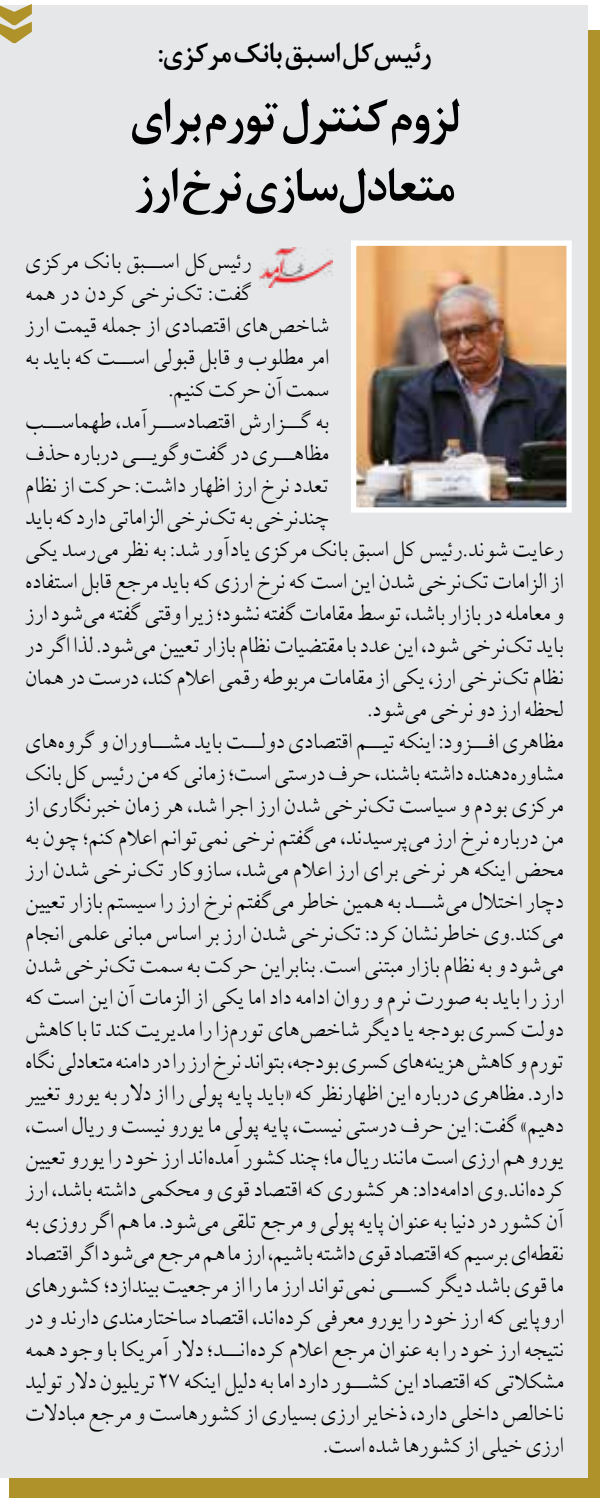 رئیس‌کل اسبق بانک مرکزی:
لزوم کنترل تورم برای
متعادل‌سازی نرخ ارز
سرآمد رئیس‌کل اسبق بانک مرکزی
گفت: تک‌نرخی کردن در همه
شاخص‌های اقتصادی از جمله قیمت ارز
امر مطلوب و قابل قبولی است که باید به
سمت آن حرکت کنیم.
به گزارش اقتصادسرآمد، طهماسب
مظاهری در گفت‌وگویی درباره حذف
تعدد نرخ ارز اظهار داشت: حرکت از نظام
چندنرخی به تک‌نرخی الزاماتی دارد که باید
رعایت شوند.رئیس کل اسبق بانک مرکزی یادآور شد: به نظر می‌رسد یکی
از الزامات تک‌نرخی شدن این است که نرخ ارزی که باید مرجع قابل استفاده
و معامله در بازار باشد، توسط مقامات گفته نشود؛ زیرا وقتی گفته می‌شود ارز
باید تک‌نرخی شود، این عدد با مقتضیات نظام بازار تعیین می‌شود. لذا اگر در
نظام تک‌نرخی ارز، یکی از مقامات مربوطه رقمی اعلام کند، درست در همان
لحظه ارز دو نرخی می‌شود.
مظاهری افزود: اینکه تیم اقتصادی دولت باید مشاوران و گروه‌های
مشاوره‌دهنده داشته باشند، حرف درستی است؛ زمانی که من رئیس کل بانک
مرکزی بودم و سیاست تک‌نرخی شدن ارز اجرا شد، هر زمان خبرنگاری از
من درباره نرخ ارز می‌پرسیدند، می‌گفتم نرخی نمی‌توانم اعلام کنم؛ چون به
محض اینکه هر نرخی برای ارز اعلام می‌شد، سازوکار تک‌نرخی شدن ارز
دچار اختلال می‌شد به همین خاطر می‌گفتم نرخ ارز را سیستم بازار تعیین
می‌کند.وی خاطرنشان کرد: تک‌نرخی شدن ارز بر اساس مبانی علمی انجام
می‌شود و به نظام بازار مبتنی است. بنابراین حرکت به سمت تک‌نرخی شدن
ارز را باید به صورت نرم و روان ادامه داد اما یکی از الزمات آن این است که
دولت کسری بودجه یا دیگر شاخص‌های تورم‌زا را مدیریت کند تا با کاهش
تورم و کاهش هزینه‌های کسری بودجه، بتواند نرخ ارز را در دامنه متعادلی نگاه
دارد. مظاهری درباره این اظهارنظر که «باید پایه پولی را از دلار به یورو تغییر
دهیم» گفت: این حرف درستی نیست، پایه پولی ما یورو نیست و ریال است،
یورو هم ارزی است مانند ریال ما؛ چند کشور آمده‌اند ارز خود را یورو تعیین
کرده‌اند.وی ادامه‌داد: هر کشوری که اقتصاد قوی و محکمی داشته باشد، ارز
آن کشور در دنیا به عنوان پایه پولی و مرجع تلقی می‌شود. ما هم اگر روزی به
نقطه‌ای برسیم که اقتصاد قوی داشته باشیم، ارز ما هم مرجع می‌شود اگر اقتصاد
ما قوی باشد دیگر کسی نمی‌تواند ارز ما را از مرجعیت بیندازد؛ کشورهای
اروپایی که ارز خود را یورو معرفی کرده‌اند، اقتصاد ساختارمندی دارند و در
نتیجه ارز خود را به عنوان مرجع اعلام کرده‌اند؛ دلار آمریکا با وجود همه
مشکلاتی که اقتصاد این کشور دارد اما به دلیل اینکه ۲۷ تریلیون دلار تولید
ناخالص داخلی دارد، ذخایر ارزی بسیاری از کشورهاست و مرجع مبادلات
ارزی خیلی از کشورها شده است.